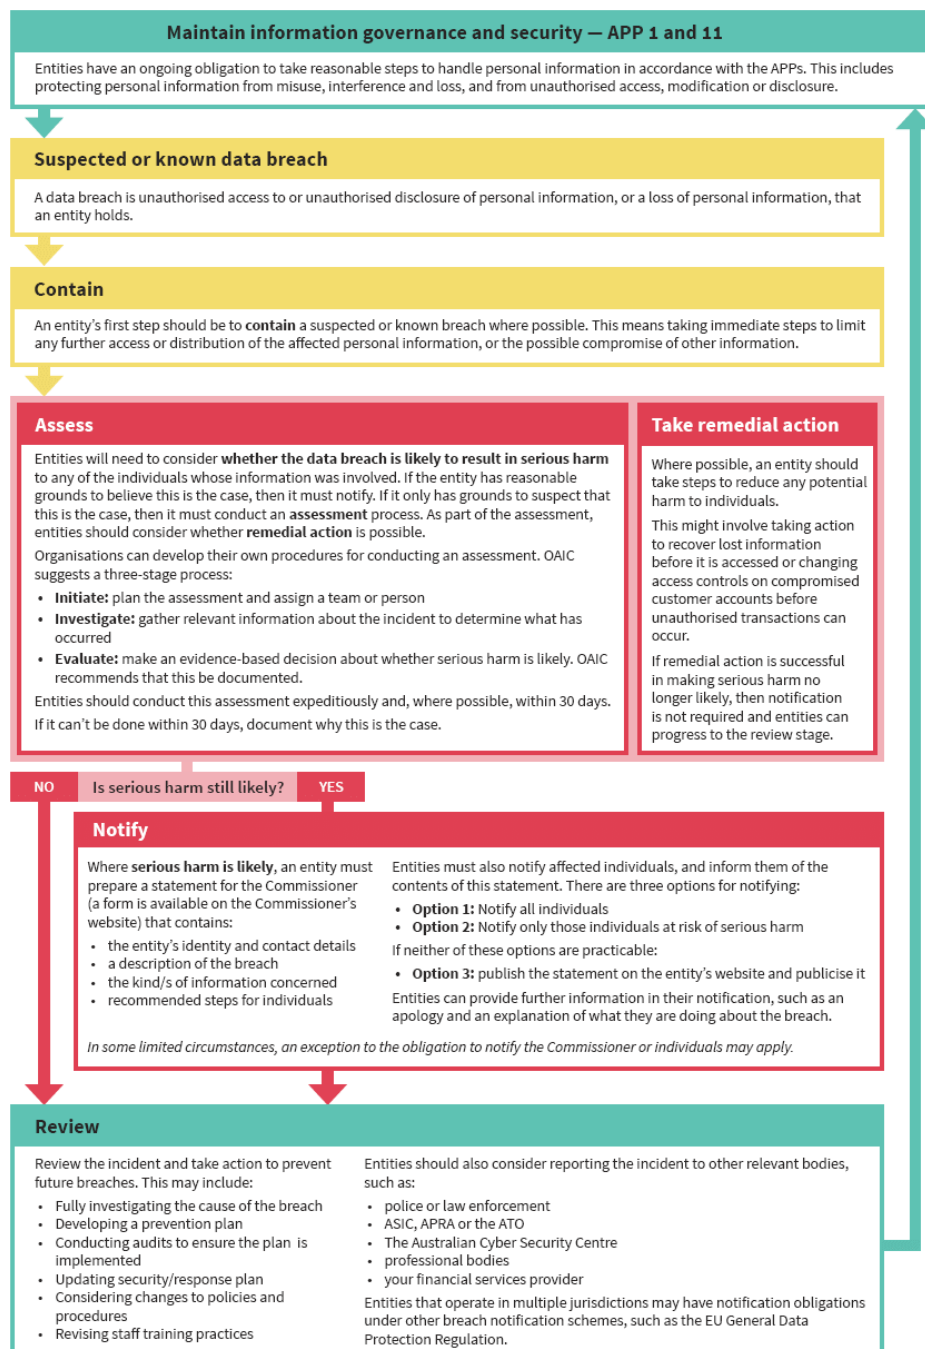 Maintain information governance and security — APP 1 and 11
Entities have an ongoing obligation to take reasonable steps to handle personal information in accordance with the APPs. This includes
protecting personal information from misuse, interference and loss, and from unauthorised access, modification or disclosure.
Suspected or known data breach
A data breach is unauthorised access to or unauthorised disclosure of personal information, or a loss of personal information, that
an entity holds.
Contain
An entity’s first step should be to contain a suspected or known breach where possible. This means taking immediate steps to limit
any further access or distribution of the affected personal information, or the possible compromise of other information.
Assess
Entities will need to consider whether the data breach is likely to result in serious harm
to any of the individuals whose information was involved. If the entity has reasonable
grounds to believe this is the case, then it must notify. If it only has grounds to suspect that
this is the case, then it must conduct an assessment process. As part of the assessment,
entities should consider whether remedial action is possible.
Organisations can develop their own procedures for conducting an assessment. OAIC
suggests a three-stage process:
• Initiate: plan the assessment and assign a team or person
• Investigate: gather relevant information about the incident to determine what has
occurred
• Evaluate: make an evidence-based decision about whether serious harm is likely. OAIC
recommends that this be documented.
Entities should conduct this assessment expeditiously and, where possible, within 30 days.
If it can’t be done within 30 days, document why this is the case.
Take remedial action
Where possible, an entity should
take steps to reduce any potential
harm to individuals.
This might involve taking action
to recover lost information
before it is accessed or changing
access controls on compromised
customer accounts before
unauthorised transactions can
occur.
If remedial action is successful
in making serious harm no
longer likely, then notification
is not required and entities can
progress to the review stage.
NO Is serious harm still likely? YES
Notify
Where serious harm is likely, an entity must
prepare a statement for the Commissioner
(a form is available on the Commissioner’s
website) that contains:
• the entity’s identity and contact details
• a description of the breach
• the kind/s of information concerned
• recommended steps for individuals
Entities must also notify affected individuals, and inform them of the
contents of this statement. There are three options for notifying:
• Option 1: Notify all individuals
• Option 2: Notify only those individuals at risk of serious harm
If neither of these options are practicable:
• Option 3: publish the statement on the entity’s website and publicise it
Entities can provide further information in their notification, such as an
apology and an explanation of what they are doing about the breach.
In some limited circumstances, an exception to the obligation to notify the Commissioner or individuals may apply.
Review
Review the incident and take action to prevent
future breaches. This may include:
• Fully investigating the cause of the breach
• Developing a prevention plan
• Conducting audits to ensure the plan is
implemented
• Updating security/response plan
• Considering changes to policies and
procedures
• Revising staff training practices
Entities should also consider reporting the incident to other relevant bodies,
such as:
• police or law enforcement
• ASIC, APRA or the ATO
• The Australian Cyber Security Centre
• professional bodies
• your financial services provider
Entities that operate in multiple jurisdictions may have notification obligations
under other breach notification schemes, such as the EU General Data
Protection Regulation.